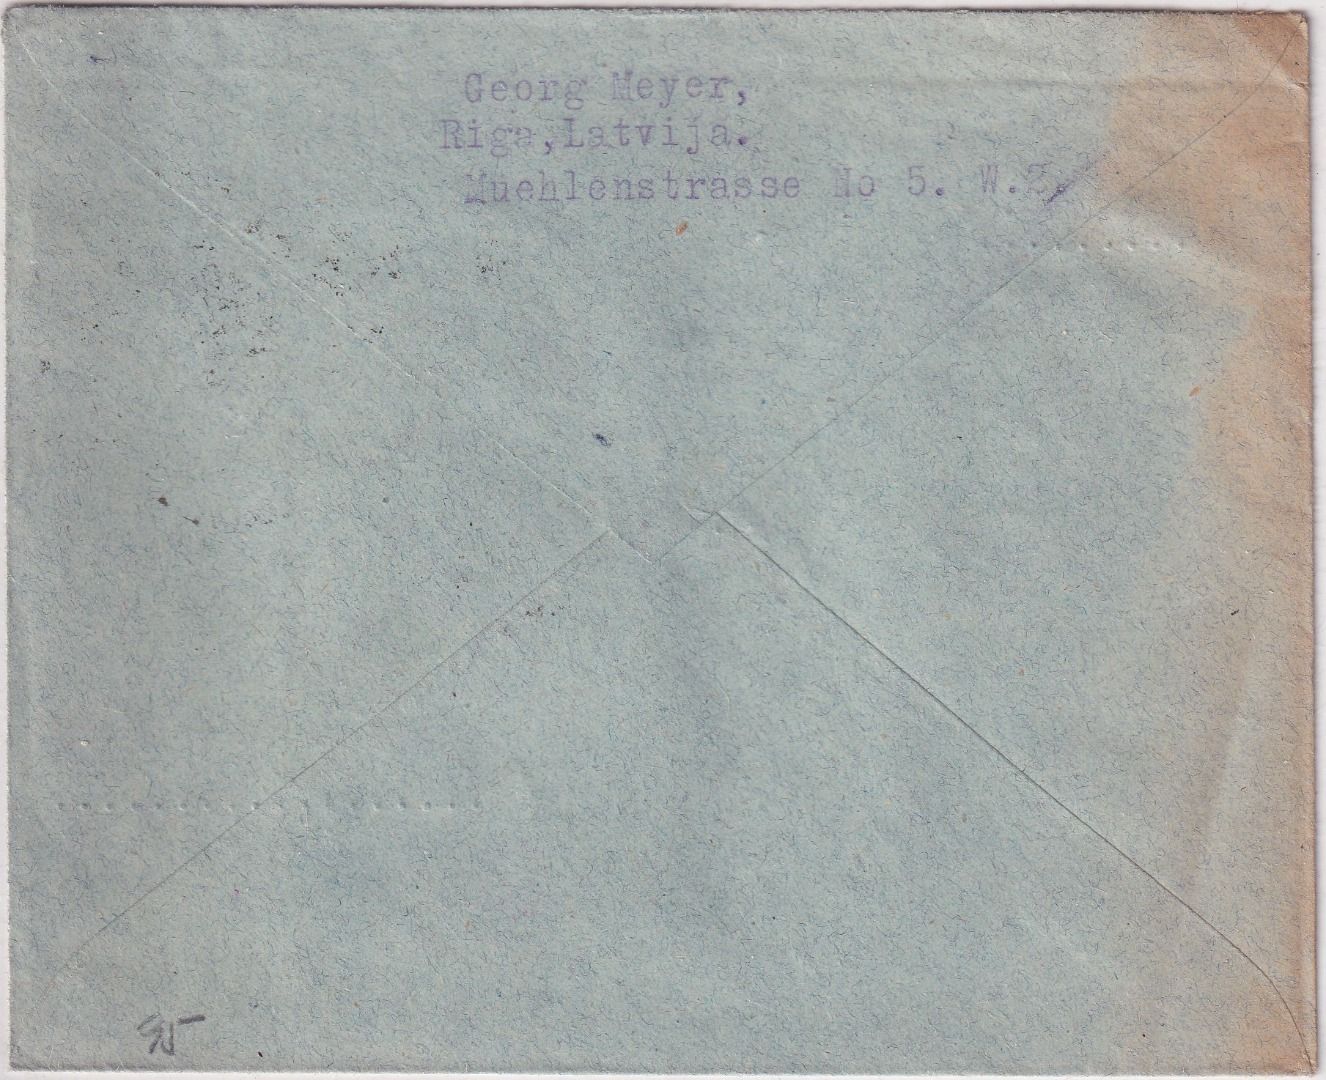 Georg Meyer,
Riga,Latvija.
Muehlenstrasse No 5. W.2.